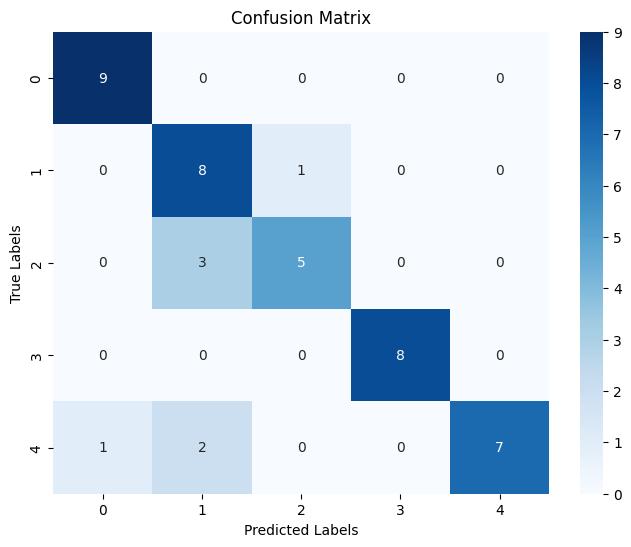 Confusion Matrix
True Labels
0 9 0 0 0 0
1 0 8 1 0 0
2 0 3 5 0 0
3 0 0 0 8 0
4 1 2 0 0 7
0 1 2 3 4
Predicted Labels
9
8
7
6
5
4
3
2
1
0